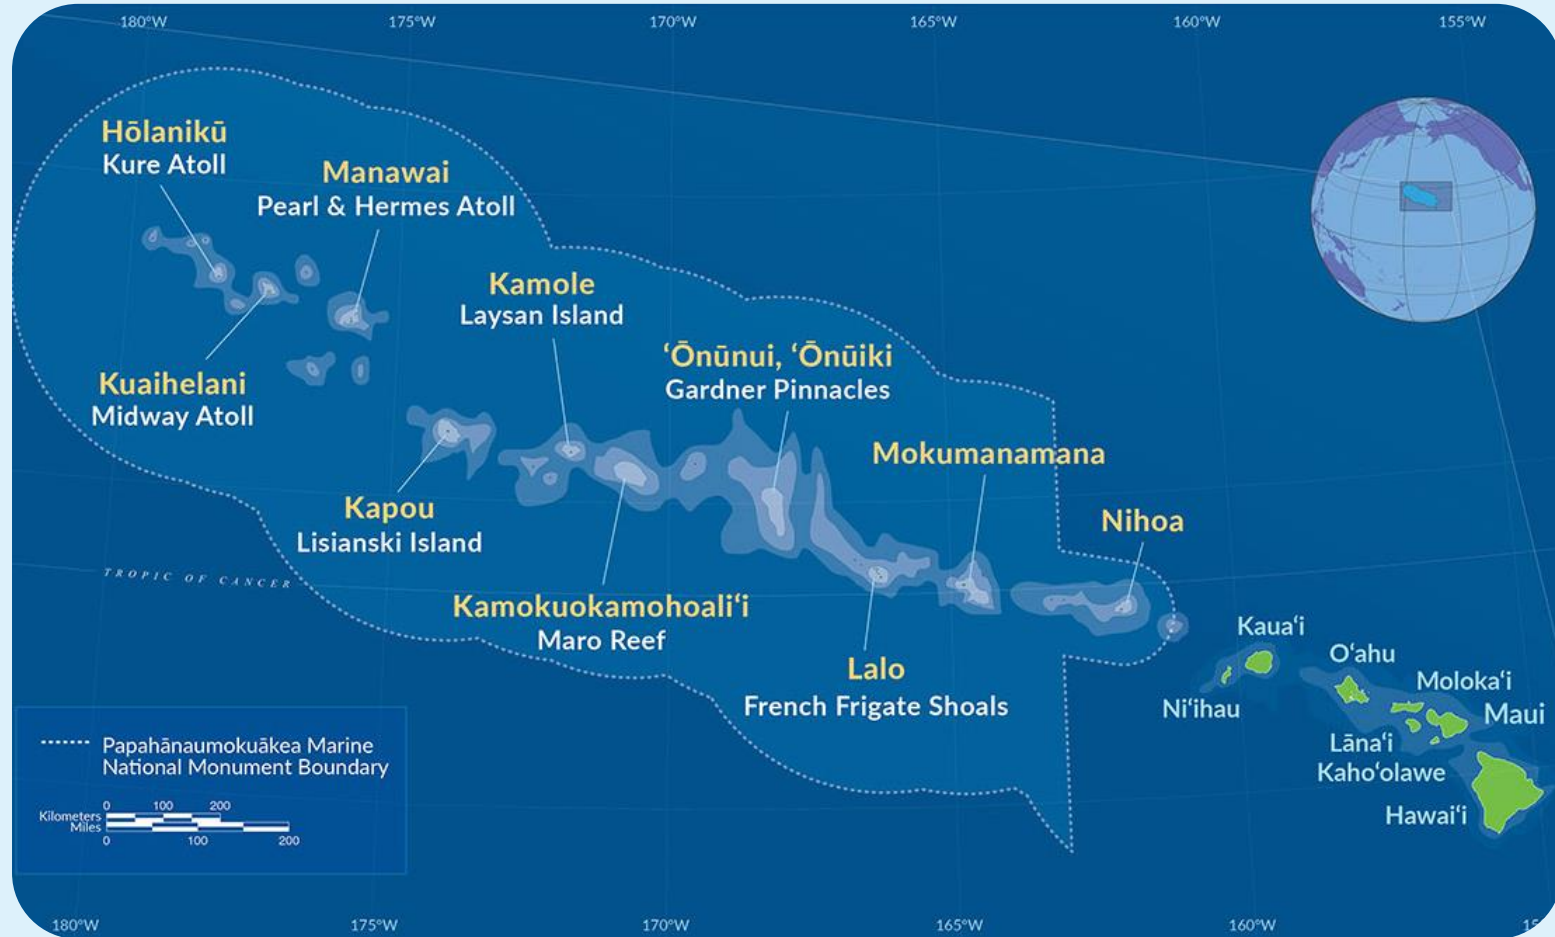 180°W
175°W
170°W
165°W
160°W
155°W
Hōlanikū
Kure Atoll
Manawai
Pearl & Hermes Atoll
Kamole
Laysan Island
ʻŌnūnui, ʻŌnūiki
Gardner Pinnacles
Kuaihelani
Midway Atoll
Mokumanamana
Kapou
Lisianski Island
Nihoa
TROPIC OF CANCER
Kamokuokamohoaliʻi
Maro Reef
Lalo
French Frigate Shoals
Kauaʻi
Oʻahu
Niʻihau
Molokaʻi
Maui
Lānaʻi
Kahoʻolawe
Hawaiʻi
Papahānaumokuākea Marine
National Monument Boundary
0 100 200
Kilometers
Miles
0 100 200
180°W
175°W
170°W
165°W
160°W